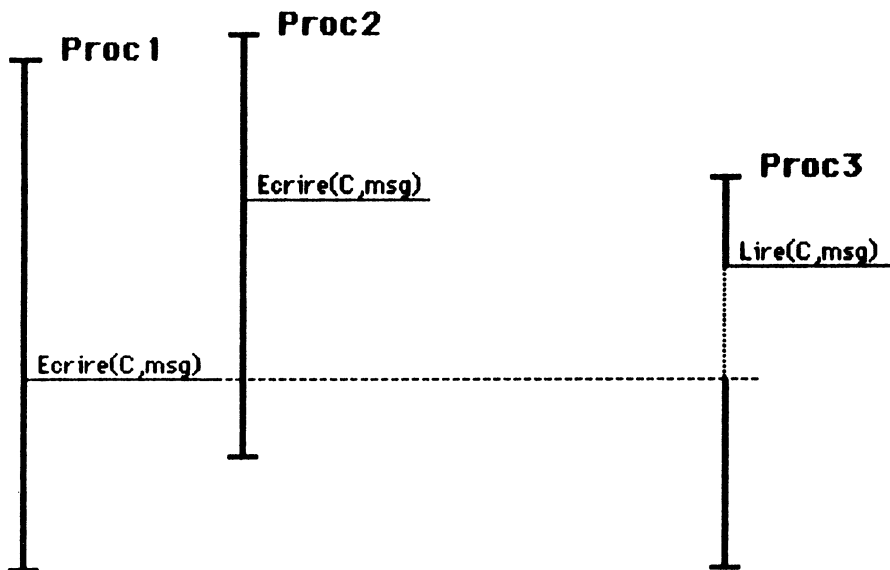 Proc1
Proc2
Ecrire(C,msg)
Proc3
Lire(C,msg)
Ecrire(C,msg)